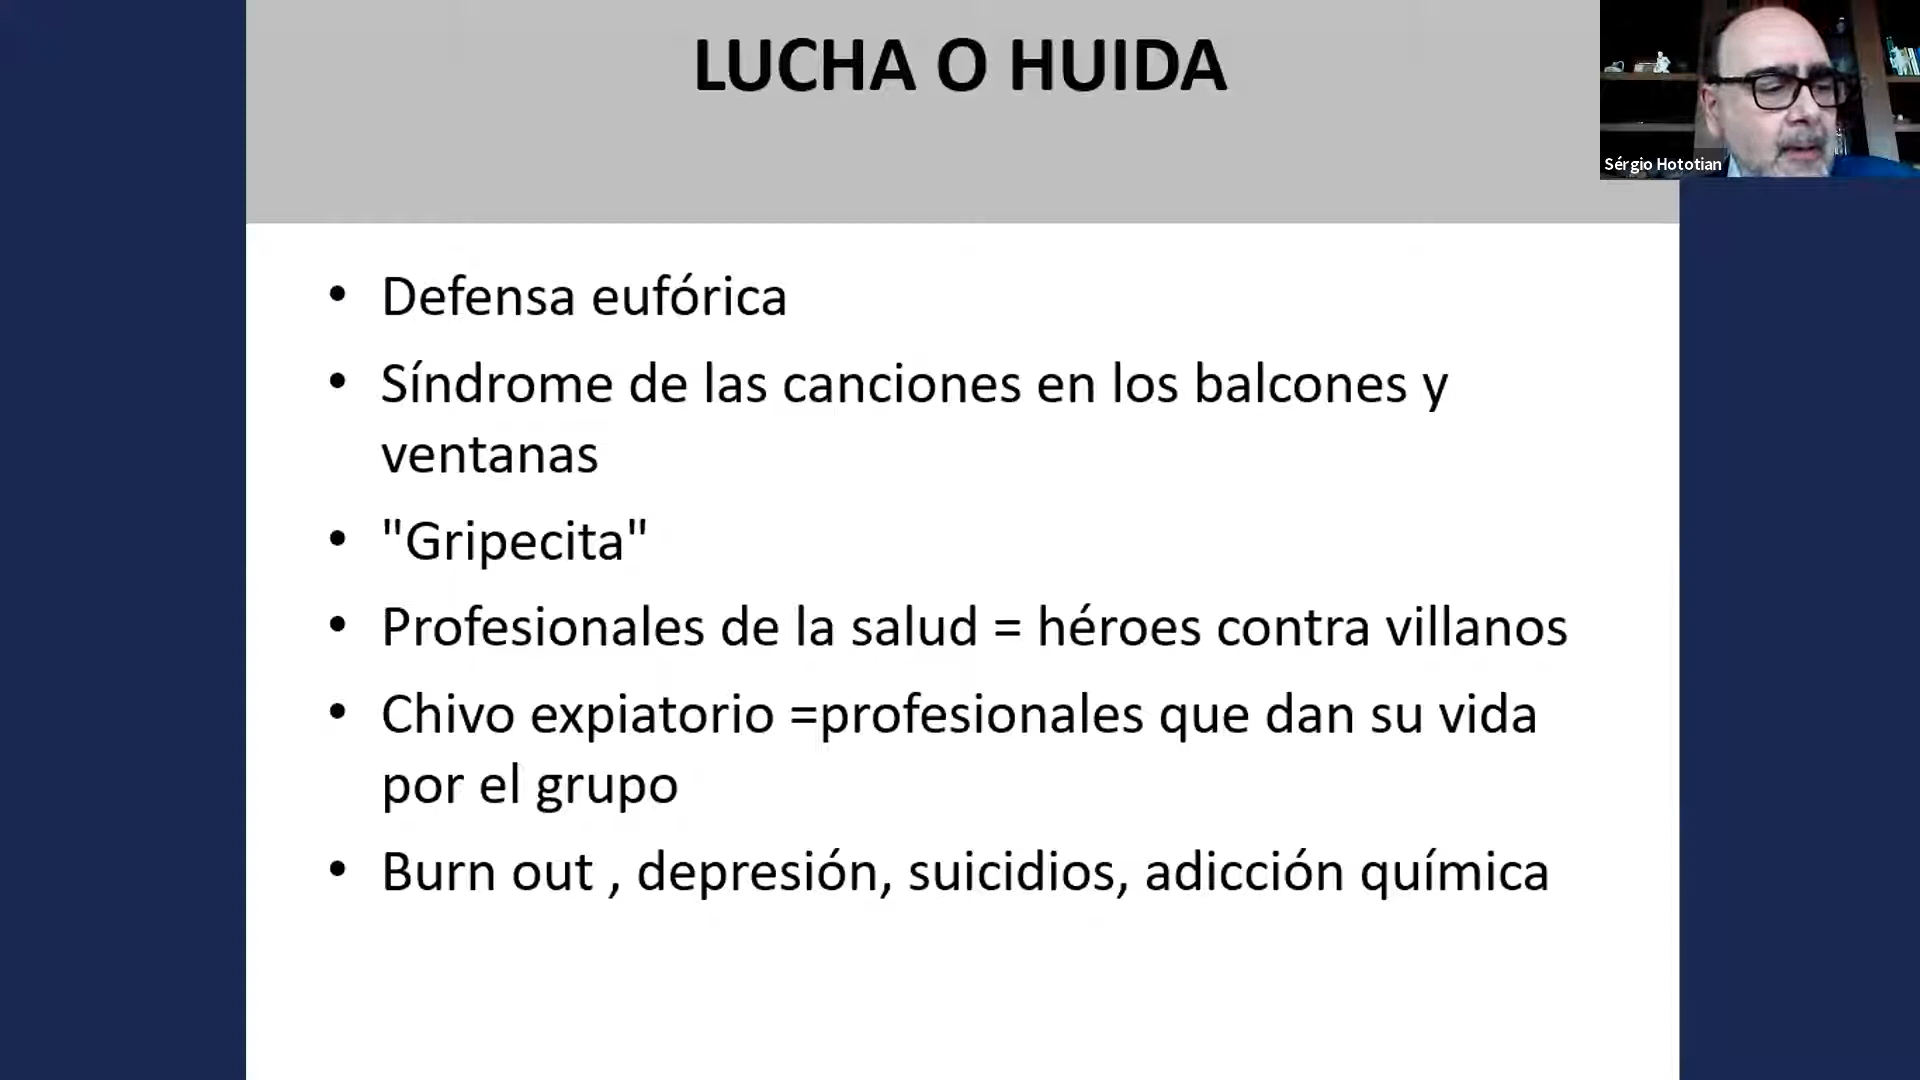 LUCHA O HUIDA
Sérgio Hototian
• Defensa eufórica
• Síndrome de las canciones en los balcones y
ventanas
• "Gripecita"
• Profesionales de la salud = héroes contra villanos
• Chivo expiatorio =profesionales que dan su vida
por el grupo
• Burn out , depresión, suicidios, adicción química